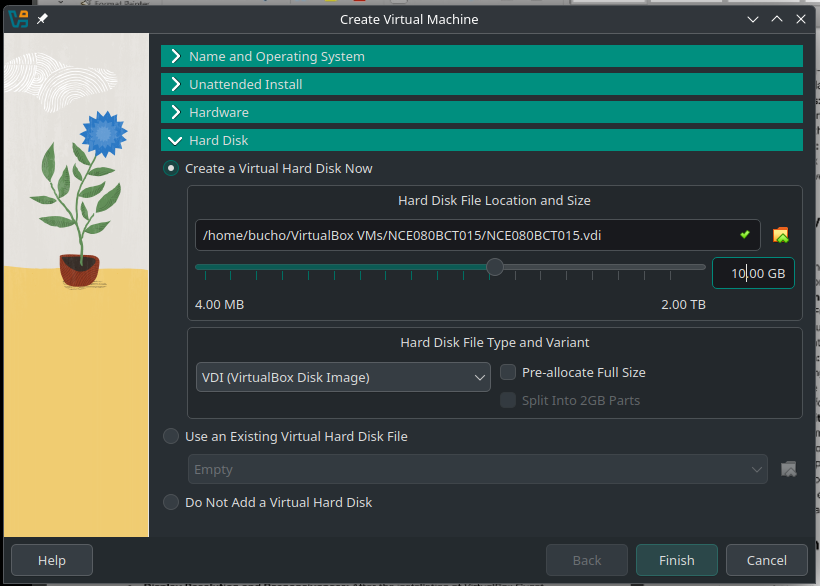 Create Virtual Machine
Name and Operating System
Unattended Install
Hardware
Hard Disk
Create a Virtual Hard Disk Now
Hard Disk File Location and Size
/home/bucho/VirtualBox VMs/NCE080BCT015/NCE080BCT015.vdi
10.00 GB
4.00 MB 2.00 TB
Hard Disk File Type and Variant
VDI (VirtualBox Disk Image)
Pre-allocate Full Size
Split Into 2GB Parts
Use an Existing Virtual Hard Disk File
Empty
Do Not Add a Virtual Hard Disk
Help Back Finish Cancel